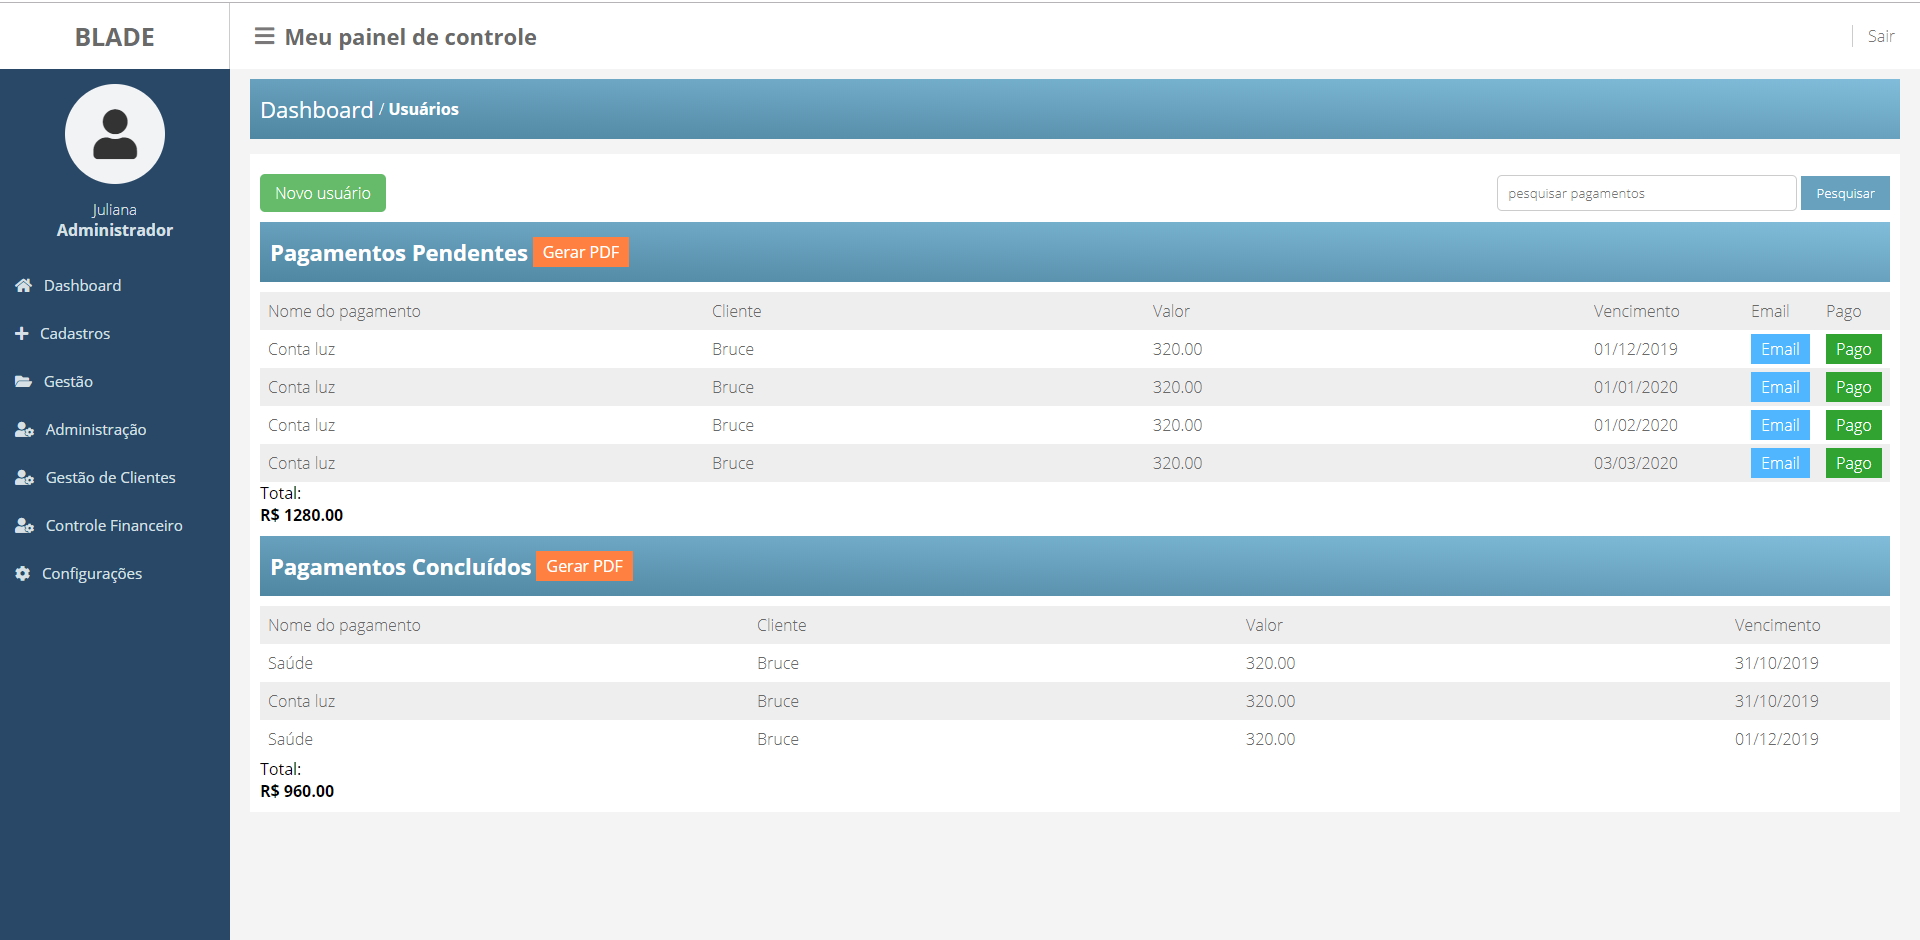 BLADE
Meu painel de controle
Sair
Juliana
Administrador
Dashboard
Cadastros
Gestão
Administração
Gestão de Clientes
Controle Financeiro
Configurações
Dashboard / Usuários
Novo usuário
pesquisar pagamentos
Pesquisar
Pagamentos Pendentes Gerar PDF
Nome do pagamento Cliente Valor Vencimento Email Pago
Conta luz Bruce 320.00 01/12/2019 Email Pago
Conta luz Bruce 320.00 01/01/2020 Email Pago
Conta luz Bruce 320.00 01/02/2020 Email Pago
Conta luz Bruce 320.00 03/03/2020 Email Pago
Total:
R$ 1280.00
Pagamentos Concluídos Gerar PDF
Nome do pagamento Cliente Valor Vencimento
Saúde Bruce 320.00 31/10/2019
Conta luz Bruce 320.00 31/10/2019
Saúde Bruce 320.00 01/12/2019
Total:
R$ 960.00